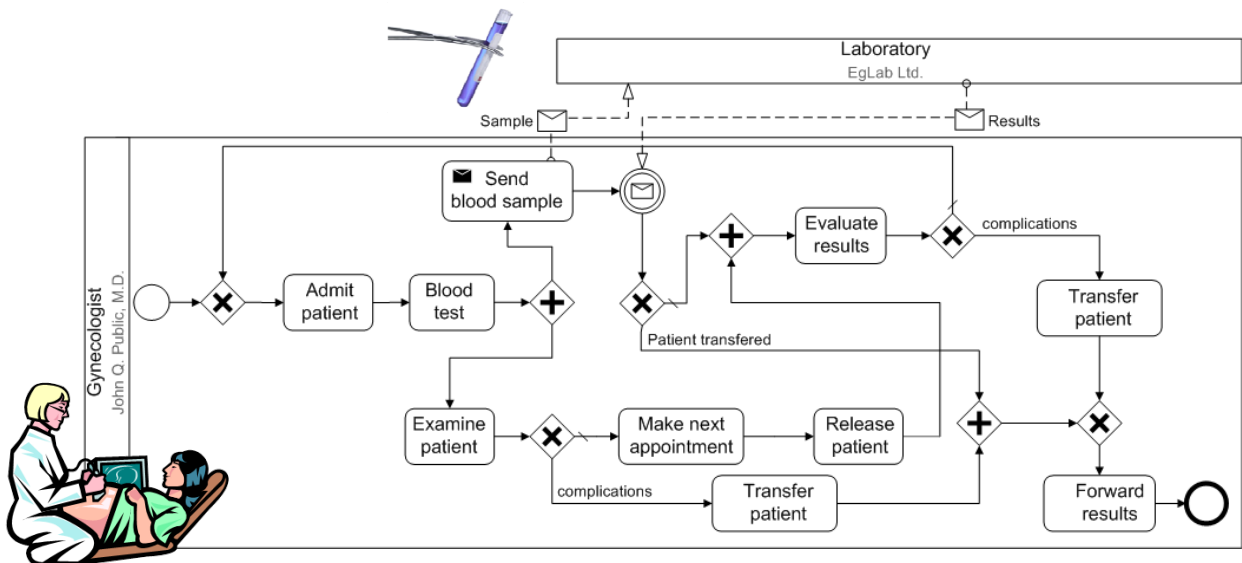 Laboratory
EgLab Ltd.
Sample
Results
Gynecologist
John Q. Public, M.D.
Send
blood sample
Evaluate
results
complications
Admit
patient
Blood
test
Transfer
patient
Patient transfered
Examine
patient
Make next
appointment
Release
patient
complications
Transfer
patient
Forward
results